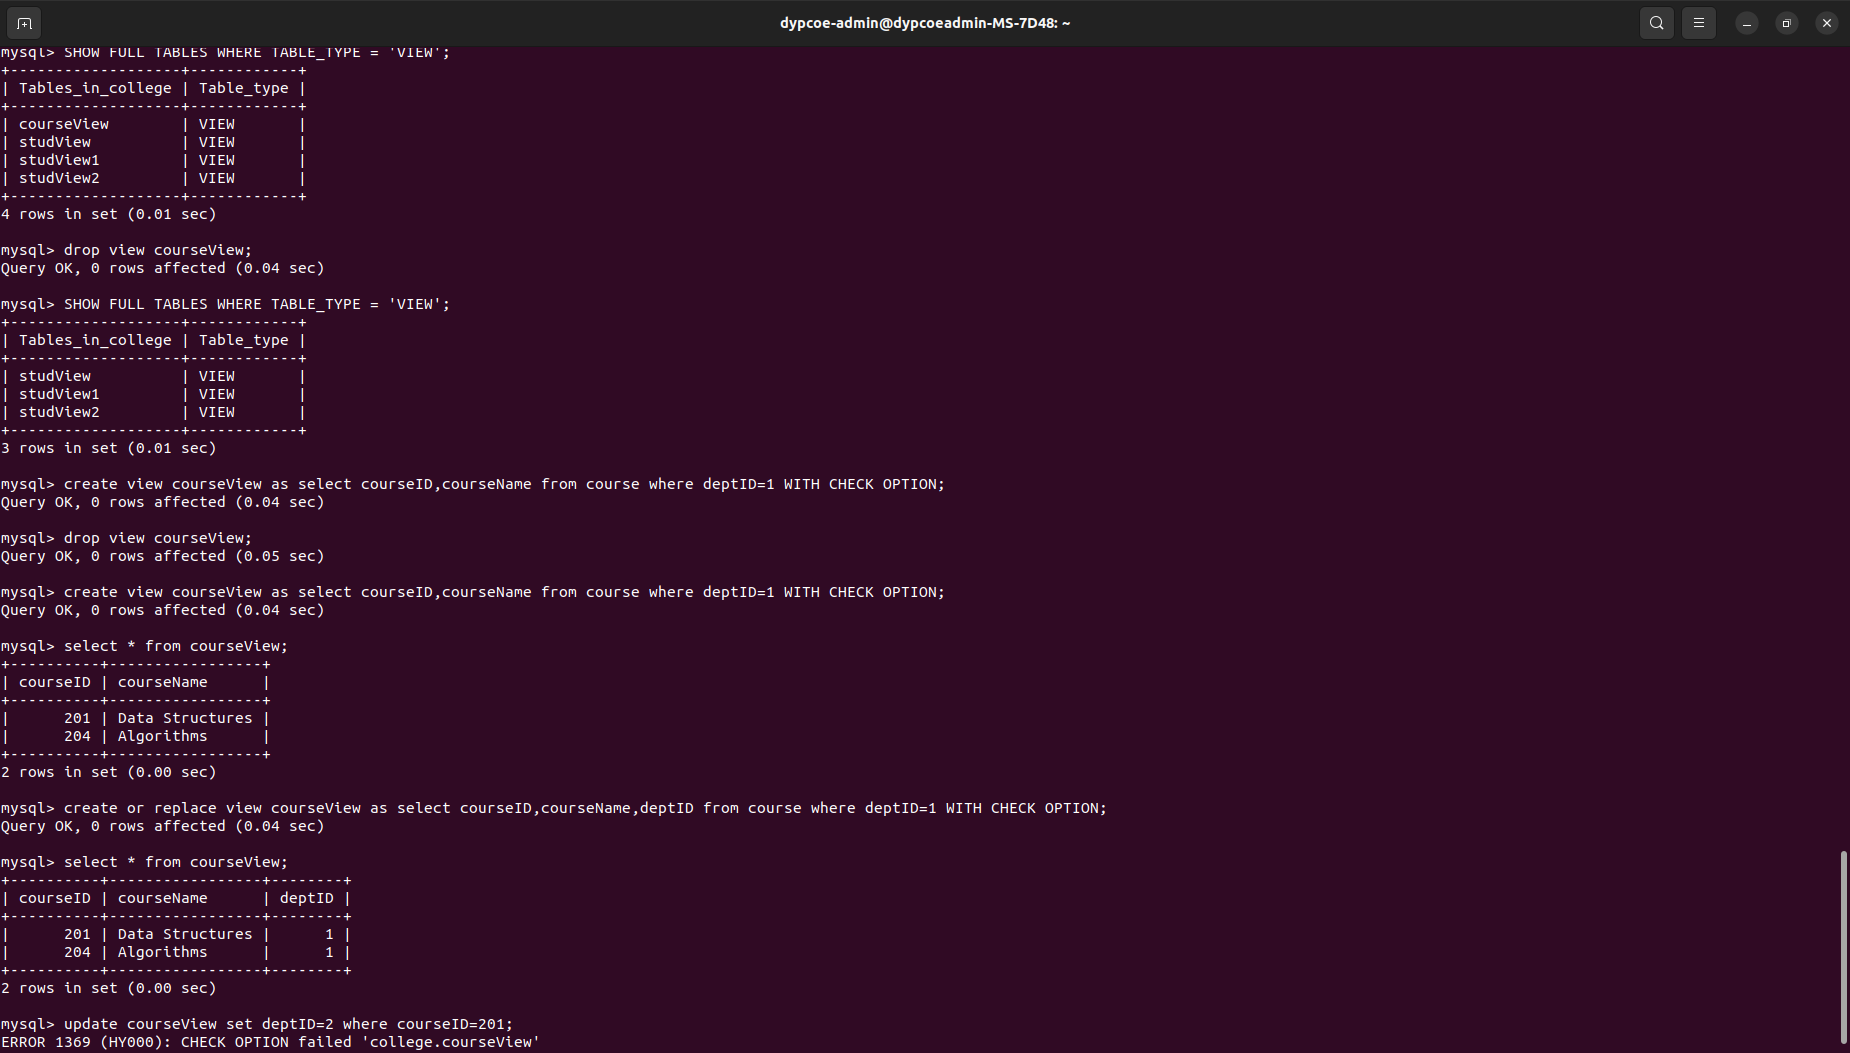 dypcoe-admin@dypcoeadmin-MS-7D48: ~
mysql> SHOW FULL TABLES WHERE TABLE_TYPE = 'VIEW';
+-------------------+------------+
| Tables_in_college | Table_type |
+-------------------+------------+
| courseView        | VIEW       |
| studView          | VIEW       |
| studView1         | VIEW       |
| studView2         | VIEW       |
+-------------------+------------+
4 rows in set (0.01 sec)

mysql> drop view courseView;
Query OK, 0 rows affected (0.04 sec)

mysql> SHOW FULL TABLES WHERE TABLE_TYPE = 'VIEW';
+-------------------+------------+
| Tables_in_college | Table_type |
+-------------------+------------+
| studView          | VIEW       |
| studView1         | VIEW       |
| studView2         | VIEW       |
+-------------------+------------+
3 rows in set (0.01 sec)

mysql> create view courseView as select courseID,courseName from course where deptID=1 WITH CHECK OPTION;
Query OK, 0 rows affected (0.04 sec)

mysql> drop view courseView;
Query OK, 0 rows affected (0.05 sec)

mysql> create view courseView as select courseID,courseName from course where deptID=1 WITH CHECK OPTION;
Query OK, 0 rows affected (0.04 sec)

mysql> select * from courseView;
+----------+-----------------+
| courseID | courseName      |
+----------+-----------------+
|      201 | Data Structures |
|      204 | Algorithms      |
+----------+-----------------+
2 rows in set (0.00 sec)

mysql> create or replace view courseView as select courseID,courseName,deptID from course where deptID=1 WITH CHECK OPTION;
Query OK, 0 rows affected (0.04 sec)

mysql> select * from courseView;
+----------+-----------------+--------+
| courseID | courseName      | deptID |
+----------+-----------------+--------+
|      201 | Data Structures |      1 |
|      204 | Algorithms      |      1 |
+----------+-----------------+--------+
2 rows in set (0.00 sec)

mysql> update courseView set deptID=2 where courseID=201;
ERROR 1369 (HY000): CHECK OPTION failed 'college.courseView'